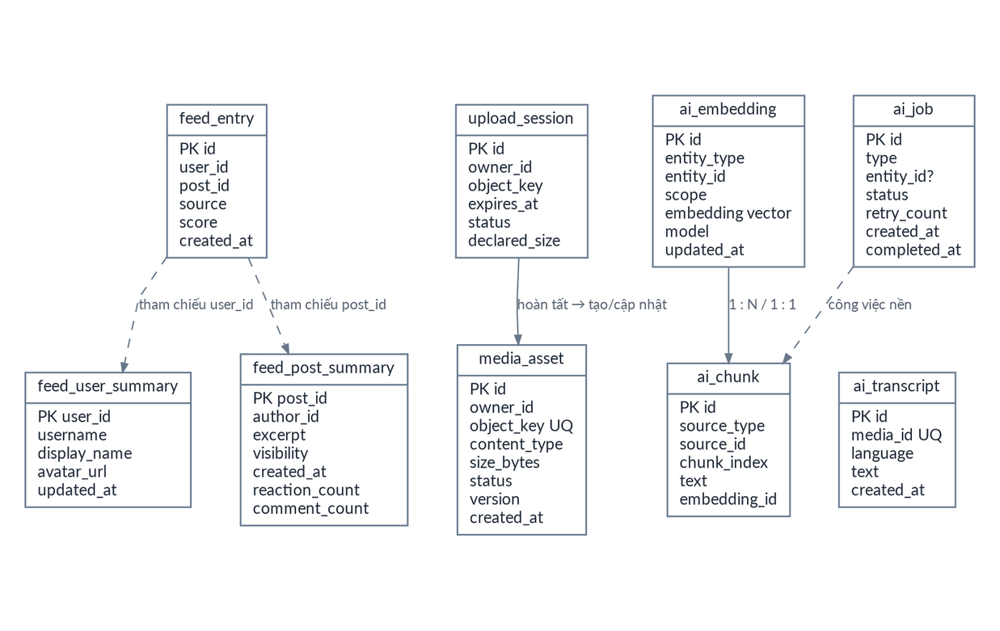 feed_entry
PK id
user_id
post_id
source
score
created_at
upload_session
PK id
owner_id
object_key
expires_at
status
declared_size
ai_embedding
PK id
entity_type
entity_id
scope
embedding vector
model
updated_at
ai_job
PK id
type
entity_id?
status
retry_count
created_at
completed_at
tham chiếu user_id
tham chiếu post_id
hoàn tất → tạo/cập nhật
1 : N / 1 : 1
công việc nền
feed_user_summary
PK user_id
username
display_name
avatar_url
updated_at
feed_post_summary
PK post_id
author_id
excerpt
visibility
created_at
reaction_count
comment_count
media_asset
PK id
owner_id
object_key UQ
content_type
size_bytes
status
version
created_at
ai_chunk
PK id
source_type
source_id
chunk_index
text
embedding_id
ai_transcript
PK id
media_id UQ
language
text
created_at